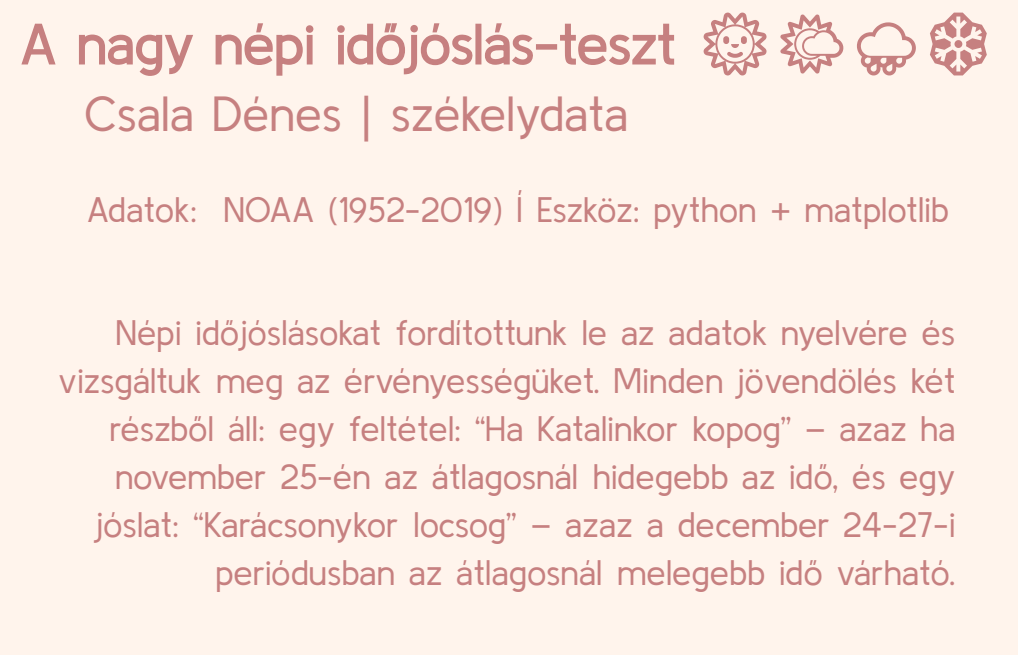 A nagy népi időjóslás-teszt
Csala Dénes | székelydata
Adatok: NOAA (1952-2019) Í Eszköz: python + matplotlib
Népi időjóslásokat fordítottunk le az adatok nyelvére és
vizsgáltuk meg az érvényességüket. Minden jövendölés két
részből áll: egy feltétel: “Ha Katalinkor kopog” – azaz ha
november 25-én az átlagosnál hidegebb az idő, és egy
jóslat: “Karácsonykor locsog” – azaz a december 24-27-i
periódusban az átlagosnál melegebb idő várható.